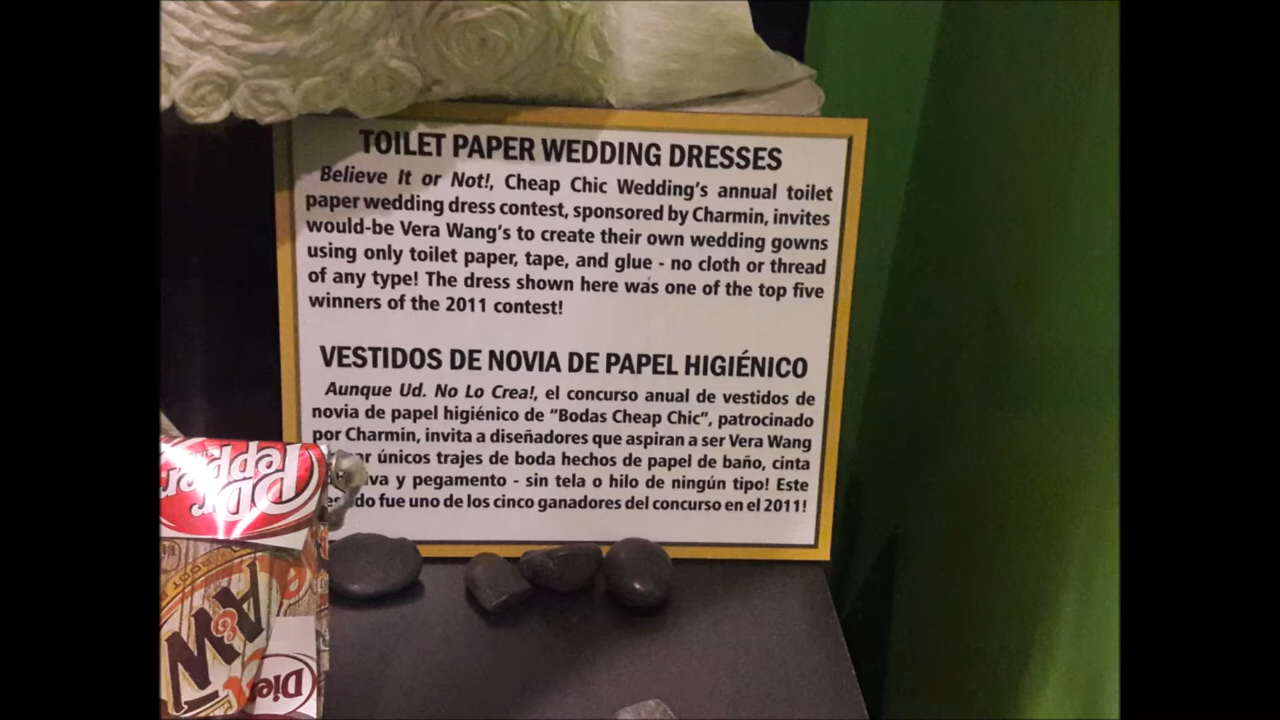 TOILET PAPER WEDDING DRESSES
Believe It or Not!, Cheap Chic Wedding's annual toilet
paper wedding dress contest, sponsored by Charmin, invites
would-be Vera Wang's to create their own wedding gowns
using only toilet paper, tape, and glue - no cloth or thread
of any type! The dress shown here was one of the top five
winners of the 2011 contest!
VESTIDOS DE NOVIA DE PAPEL HIGIÉNICO
Aunque Ud. No Lo Crea!, el concurso anual de vestidos de
novia de papel higiénico de "Bodas Cheap Chic", patrocinado
por Charmin, invita a diseñadores que aspiran a ser Vera Wang
únicos trajes de boda hechos de papel de baño, cinta
y pegamento - sin tela o hilo de ningún tipo! Este
fue uno de los cinco ganadores del concurso en el 2011!
Dr Pepper
A&W
Diet